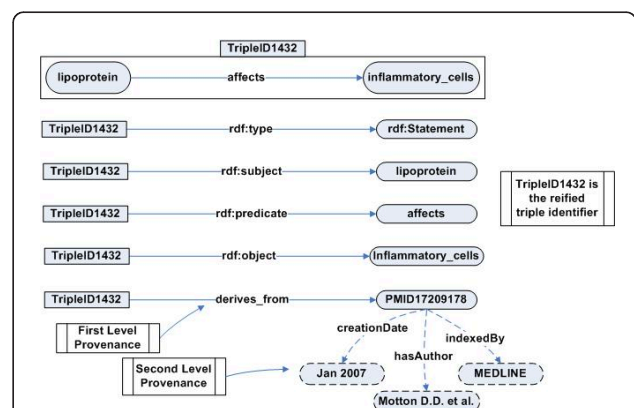 TripleID1432
lipoprotein affects inflammatory_cells
TripleID1432 rdf:type rdf:Statement
TripleID1432 rdf:subject lipoprotein
TripleID1432 is
the reified
triple identifier
TripleID1432 rdf:predicate affects
TripleID1432 rdf:object Inflammatory_cells
TripleID1432 derives_from PMID17209178
First Level
Provenance
creationDate
indexedBy
hasAuthor
Second Level
Provenance
Jan 2007
MEDLINE
Motton D.D. et al.